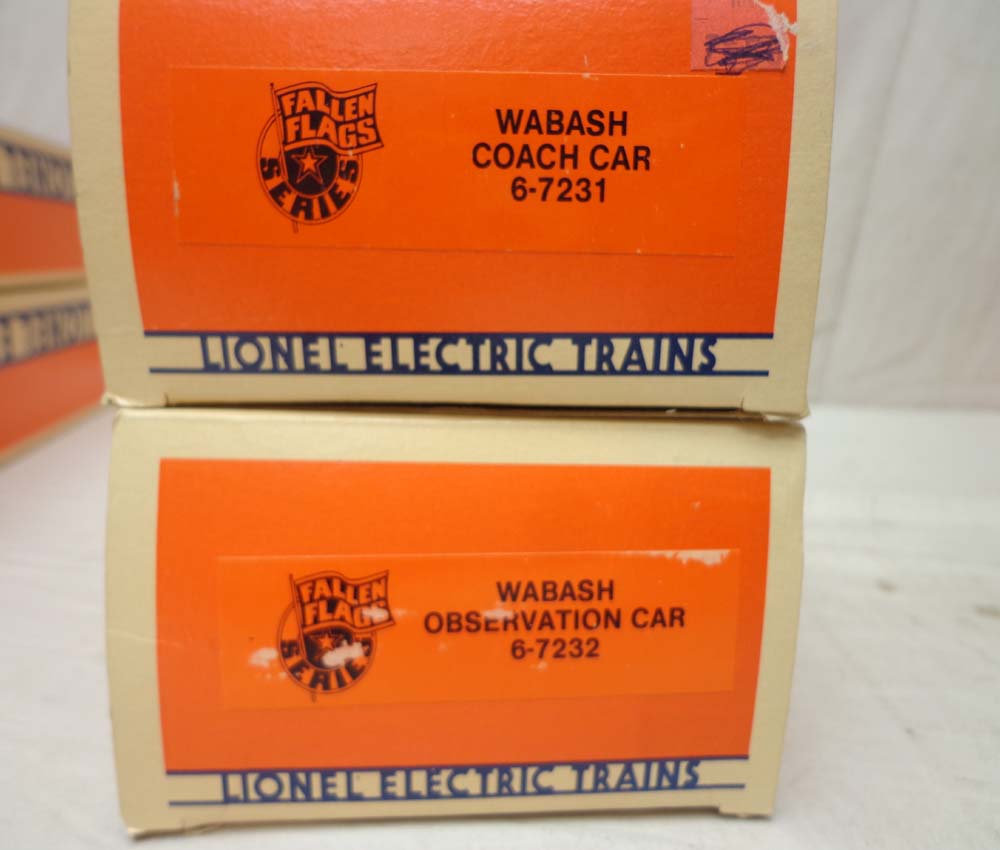 FALLEN
FLAGS
SERIES
WABASH
COACH CAR
6-7231
LIONEL ELECTRIC TRAINS
FALLEN
FLAGS
SERIES
WABASH
OBSERVATION CAR
6-7232
LIONEL ELECTRIC TRAINS